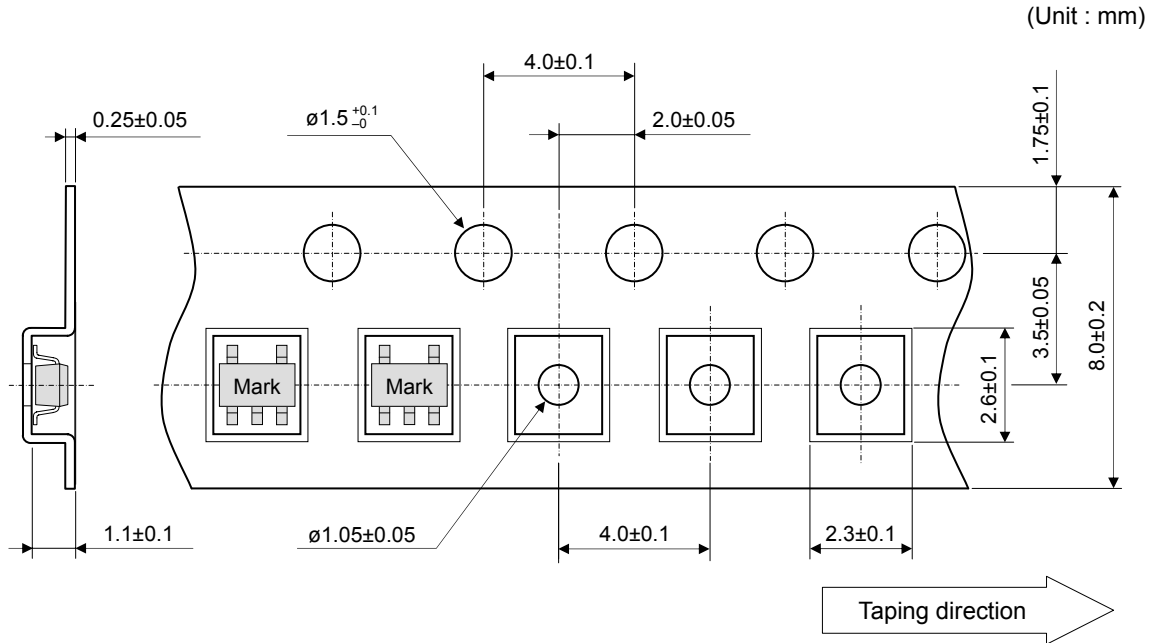 (Unit : mm)
4.0±0.1
0.25±0.05
ø1.5 +0.1 –0
2.0±0.05
1.75±0.1
3.5±0.05
8.0±0.2
2.6±0.1
Mark
Mark
1.1±0.1
ø1.05±0.05
4.0±0.1
2.3±0.1
Taping direction